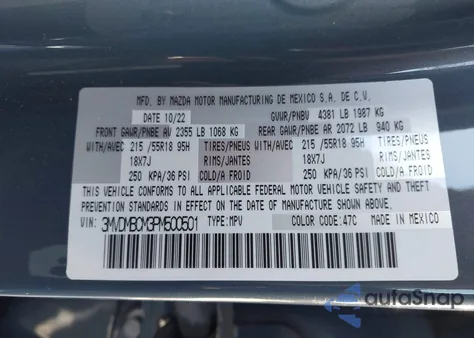 MFD. BY MAZDA MOTOR MANUFACTURING DE MEXICO S.A. DE C.V.
DATE 10/22 GVWR/PNBV 4381 LB 1987 KG
FRONT GAWR/PNBE AV 2355 LB 1068 KG REAR GAWR/PNBE AR 2072 LB 940 KG
WITH/AVEC 215 /55R18 95H TIRES/PNEUS WITH/AVEC 215 /55R18 95H TIRES/PNEUS
18X7J RIMS/JANTES 18X7J RIMS/JANTES
250 KPA/36 PSI COLD/A FROID 250 KPA/36 PSI COLD/A FROID
THIS VEHICLE CONFORMS TO ALL APPLICABLE FEDERAL MOTOR VEHICLE SAFETY
AND THEFT PREVENTION STANDARDS IN EFFECT ON THE DATE OF MANUFACTURE SHOWN ABOVE.
VIN: 3MVDMBCM3PM500501 TYPE: MPV COLOR CODE: 47C MADE IN MEXICO
autoSnap